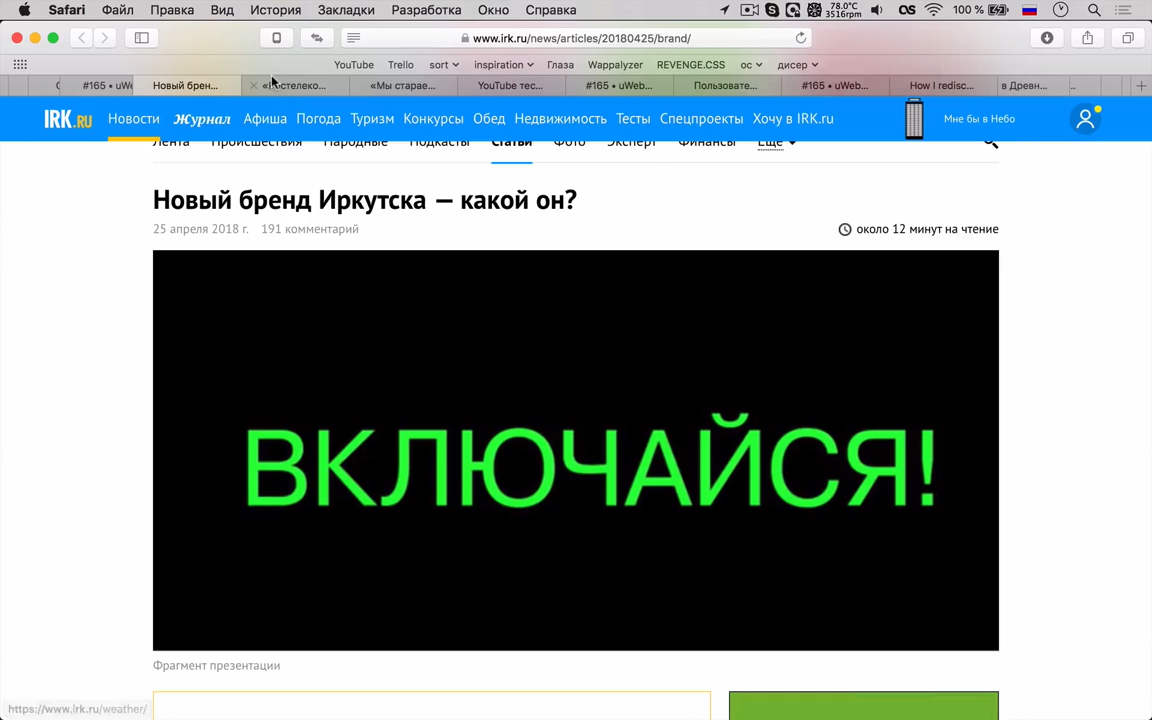 Safari Файл Правка Вид История Закладки Разработка Окно Справка 78.0°C 3516rpm 100 %
www.irk.ru/news/articles/20180425/brand/
YouTube Trello sort inspiration Глаза Wappalyzer REVENGE.CSS ос дисер
#165 • uWe Новый брен... «Мы старае... YouTube тес... #165 • uWeb... Пользовате... #165 • uWeb... How I redisc... в Древн...
IRK.RU Новости Журнал Афиша Погода Туризм Конкурсы Обед Недвижимость Тесты Спецпроекты Хочу в IRK.ru Мне бы в Небо
Лента Происшествия Народные Подкасты Статьи Фото Эксперт Финансы Ещё
Новый бренд Иркутска — какой он?
25 апреля 2018 г. 191 комментарий около 12 минут на чтение
ВКЛЮЧАЙСЯ!
Фрагмент презентации
https://www.irk.ru/weather/